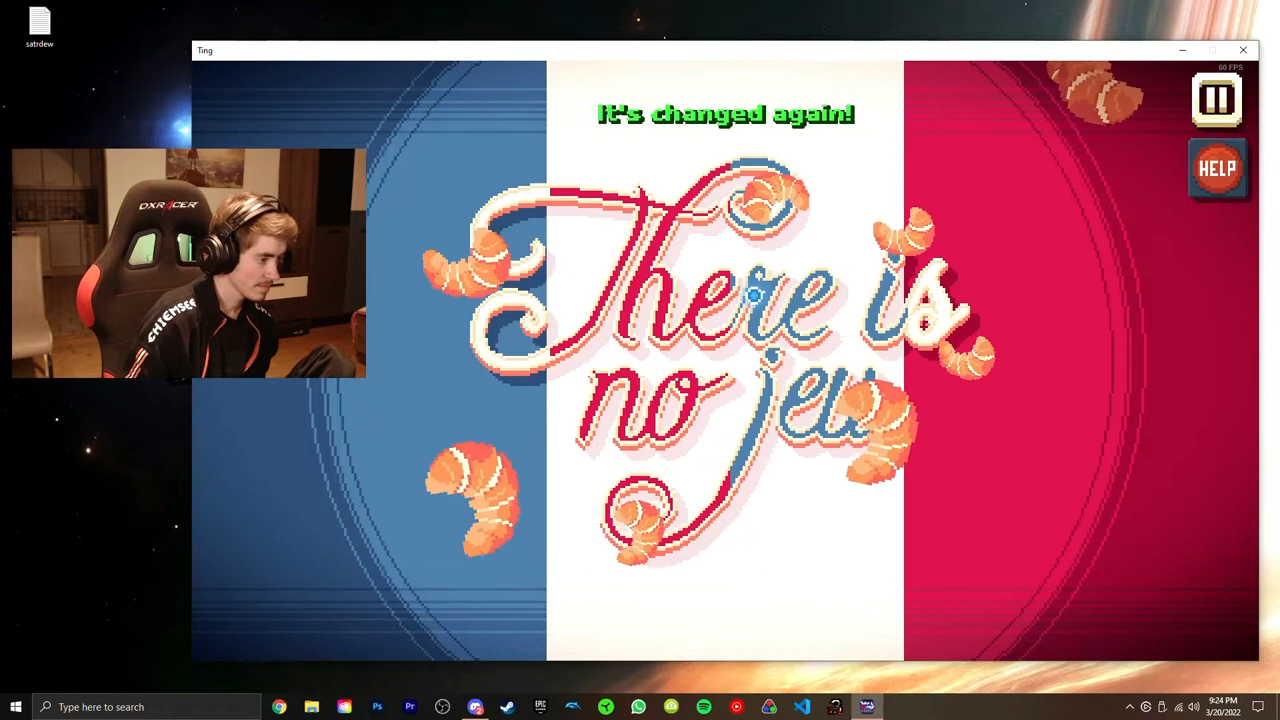 satrdew
Ting
60 FPS
It's changed again!
HELP
DXRACER
CHIEMSEE
There is
no jeu
Type here to search
9:24 PM
3/20/2022